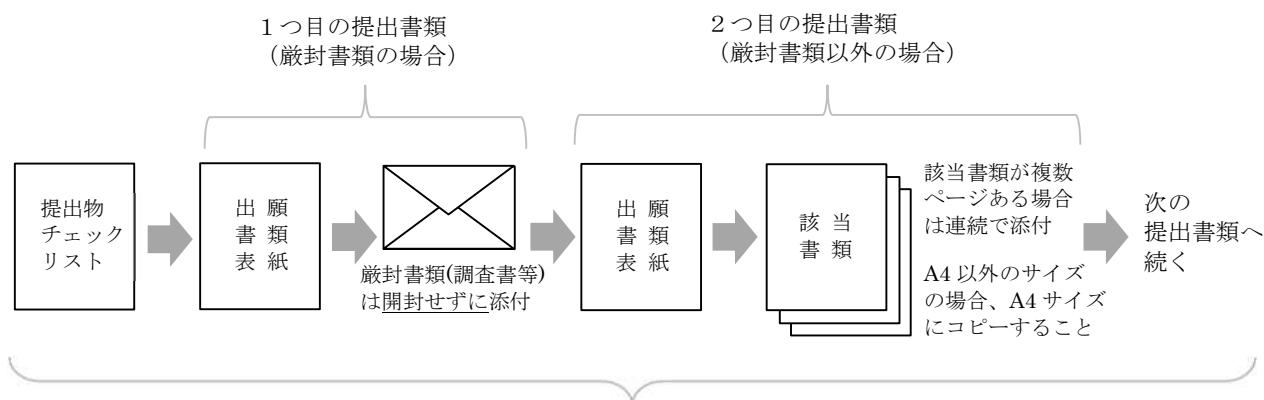 １つ目の提出書類
（厳封書類の場合）
２つ目の提出書類
（厳封書類以外の場合）
提出物
チェック
リスト
出 願
書 類
表 紙
厳封書類(調査書等)
は開封せずに添付
出 願
書 類
表 紙
該 当
書 類
該当書類が複数
ページある場合
は連続で添付
A4 以外のサイズ
の場合、A4 サイズ
にコピーすること
次の
提出書類へ
続く